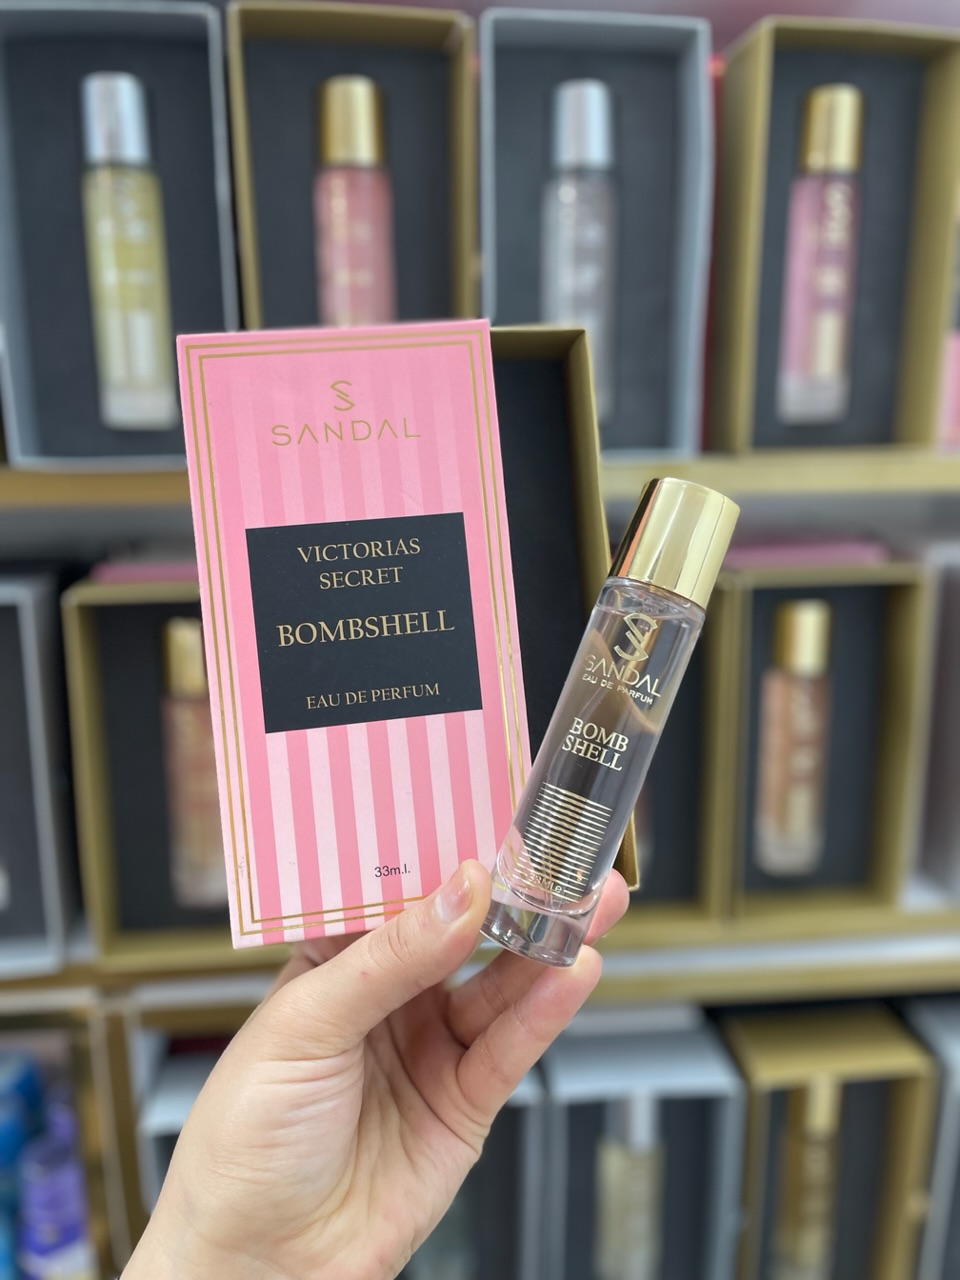 SANDAL
VICTORIAS
SECRET
BOMBSHELL
EAU DE PERFUM
33m.l.
SANDAL
EAU DE PARFUM
BOMB
SHELL